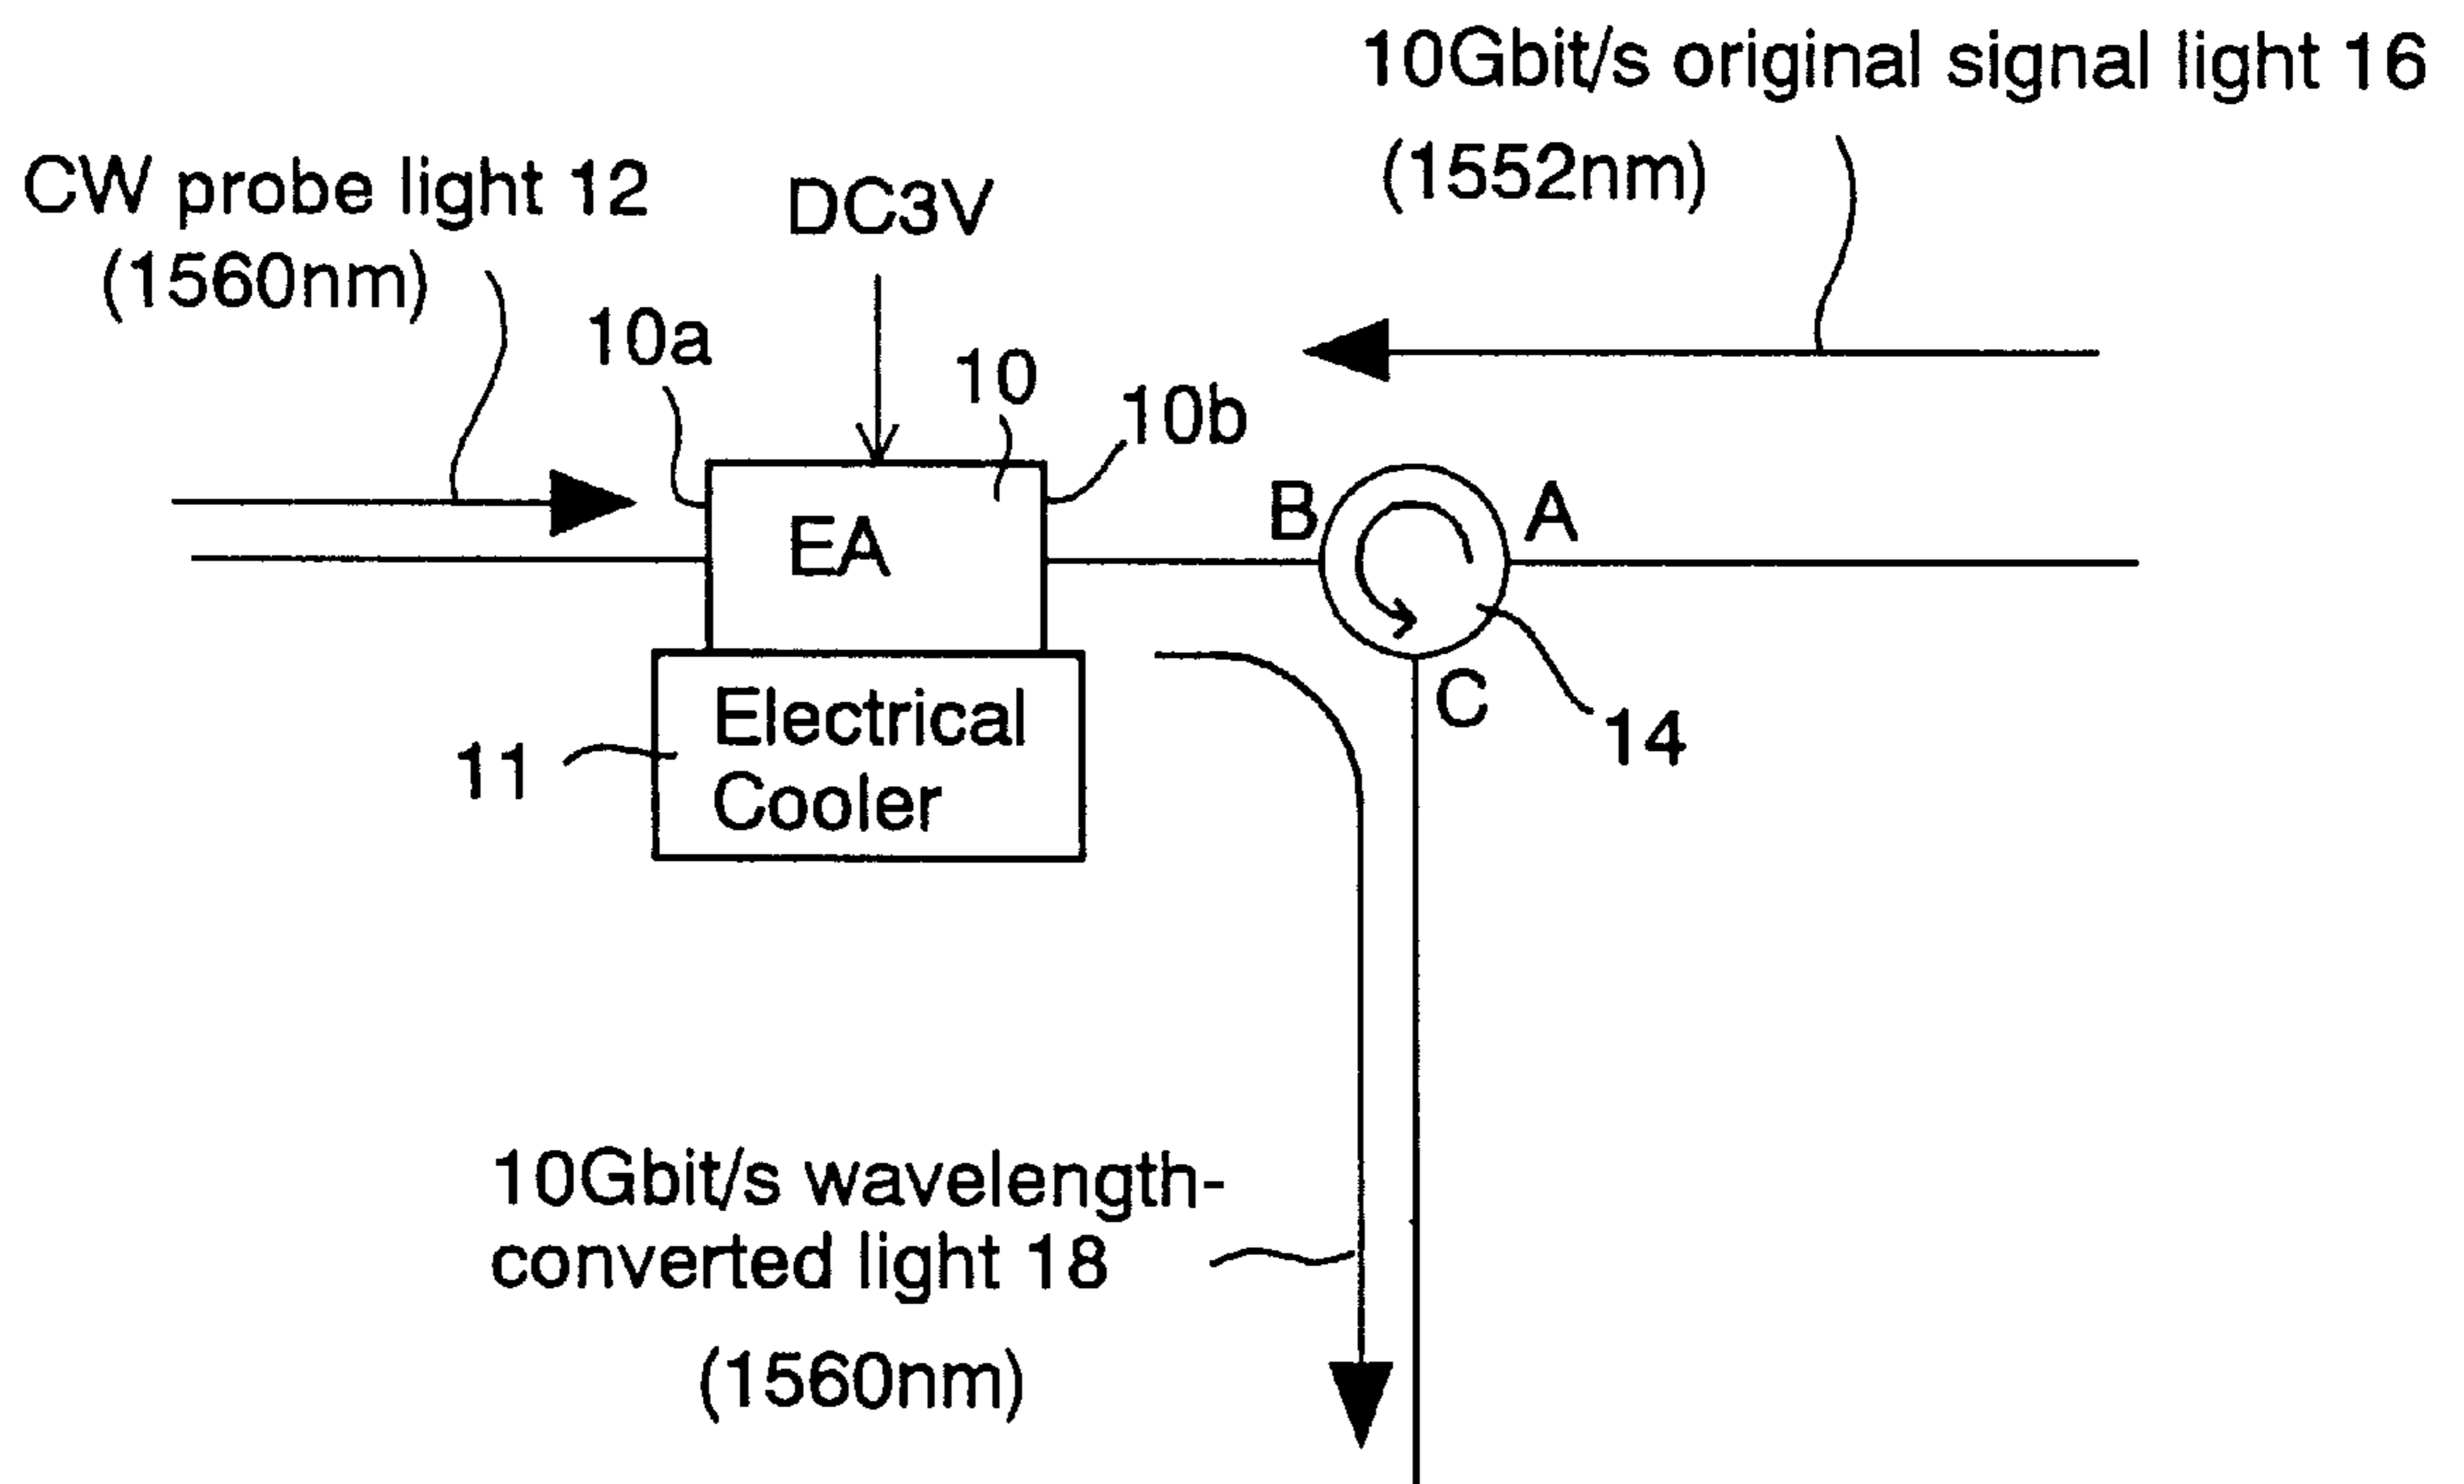 10Gbit/s original signal light 16
(1552nm)
CW probe light 12
(1560nm)
DC3V
10a
10
10b
EA
B
A
C
14
Electrical
Cooler
11
10Gbit/s wavelength-
converted light 18
(1560nm)